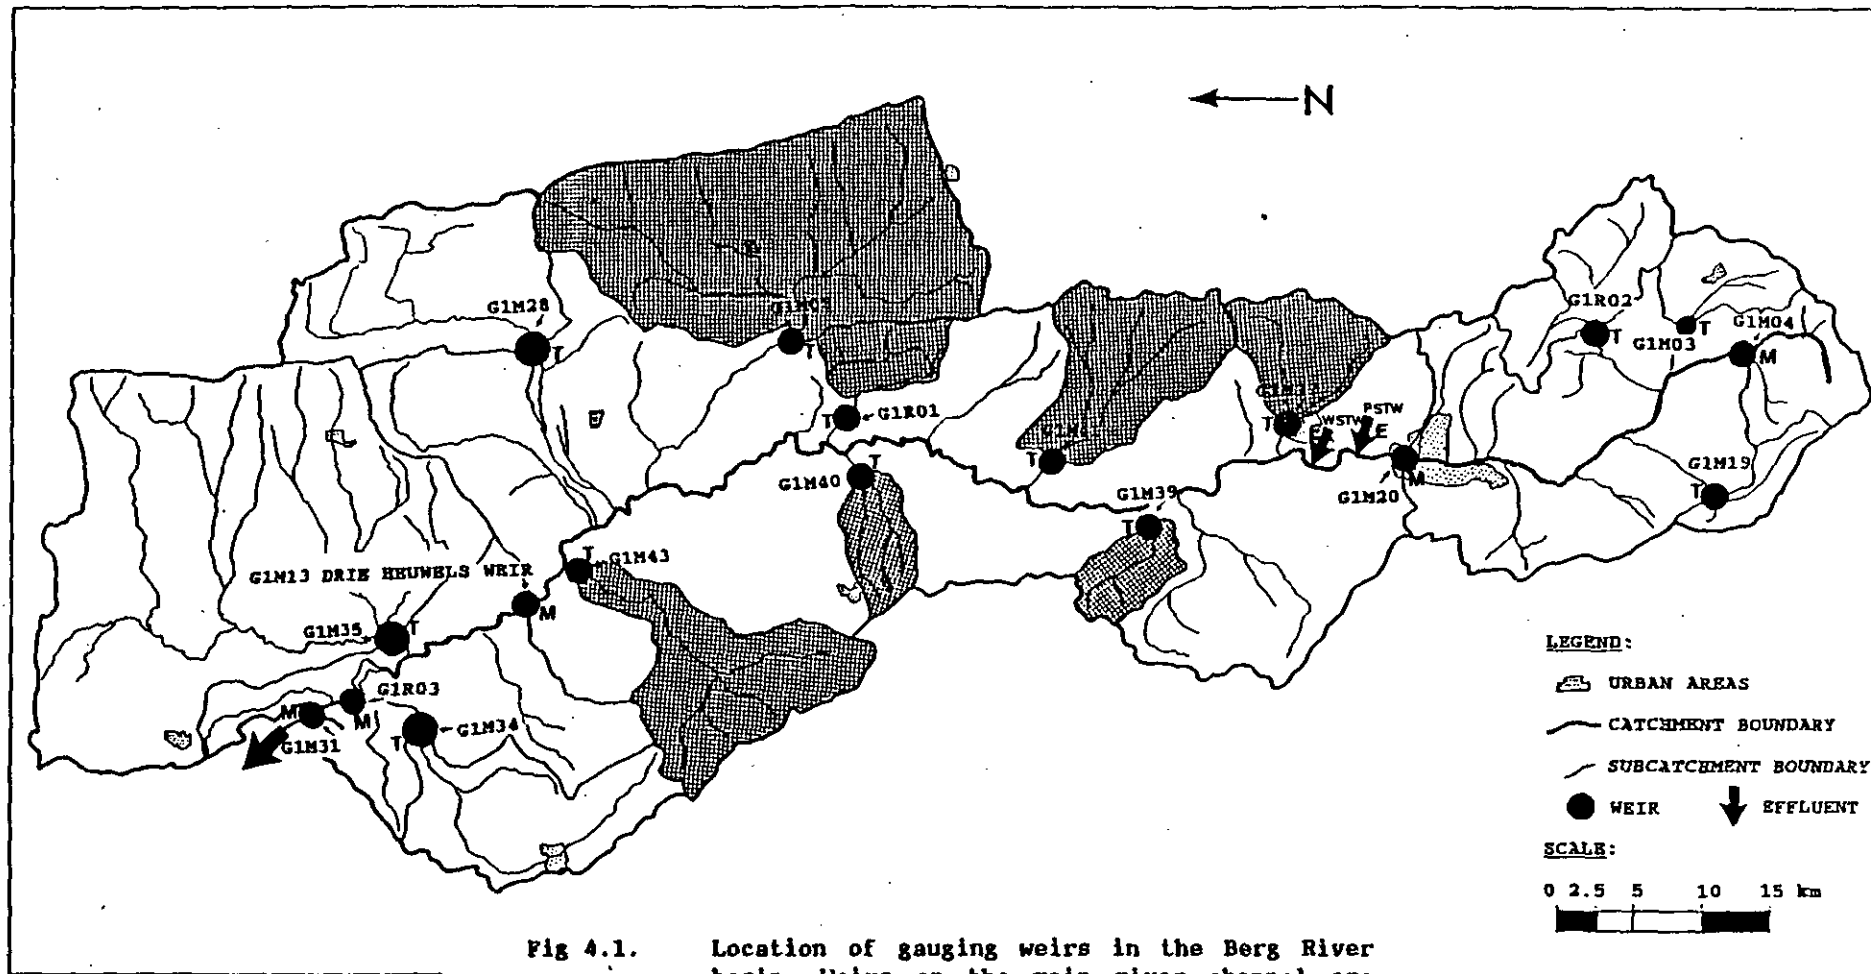 N
G1M28
T
G1R02
T
G1M03
T
G1M04
M
T
T
G1R01
WSTW
PSTW
E
E
T
T
G1M40
T
G1M20
M
G1M39
T
G1M19
T
G1M13 DRIE HEUWELS WEIR
M
T
G1M43
G1M35
T
G1R03
M
M
G1M31
T
G1M34
LEGEND:
URBAN AREAS
CATCHMENT BOUNDARY
SUBCATCHMENT BOUNDARY
WEIR
EFFLUENT
SCALE:
0 2.5 5 10 15 km
Fig 4.1. Location of gauging weirs in the Berg River